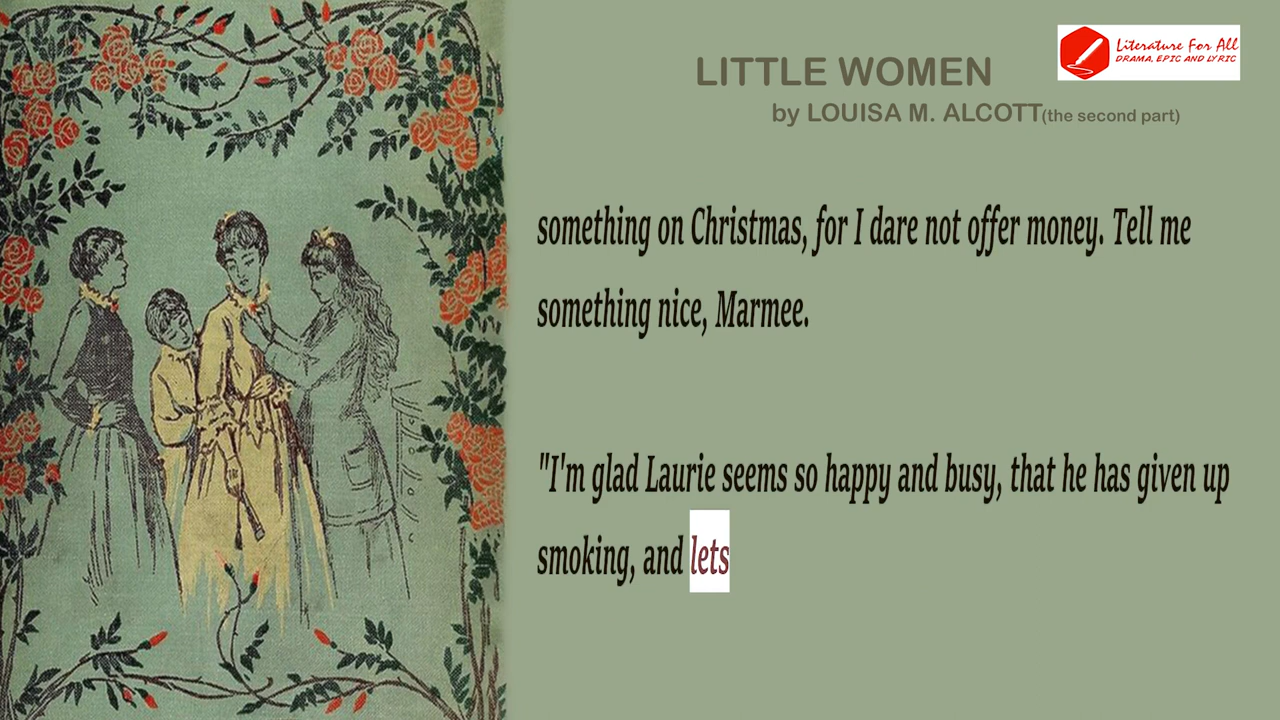 LITTLE WOMEN
by LOUISA M. ALCOTT(the second part)
Literature For All
DRAMA, EPIC AND LYRIC
something on Christmas, for I dare not offer money. Tell me
something nice, Marmee.
"I'm glad Laurie seems so happy and busy, that he has given up
smoking, and lets